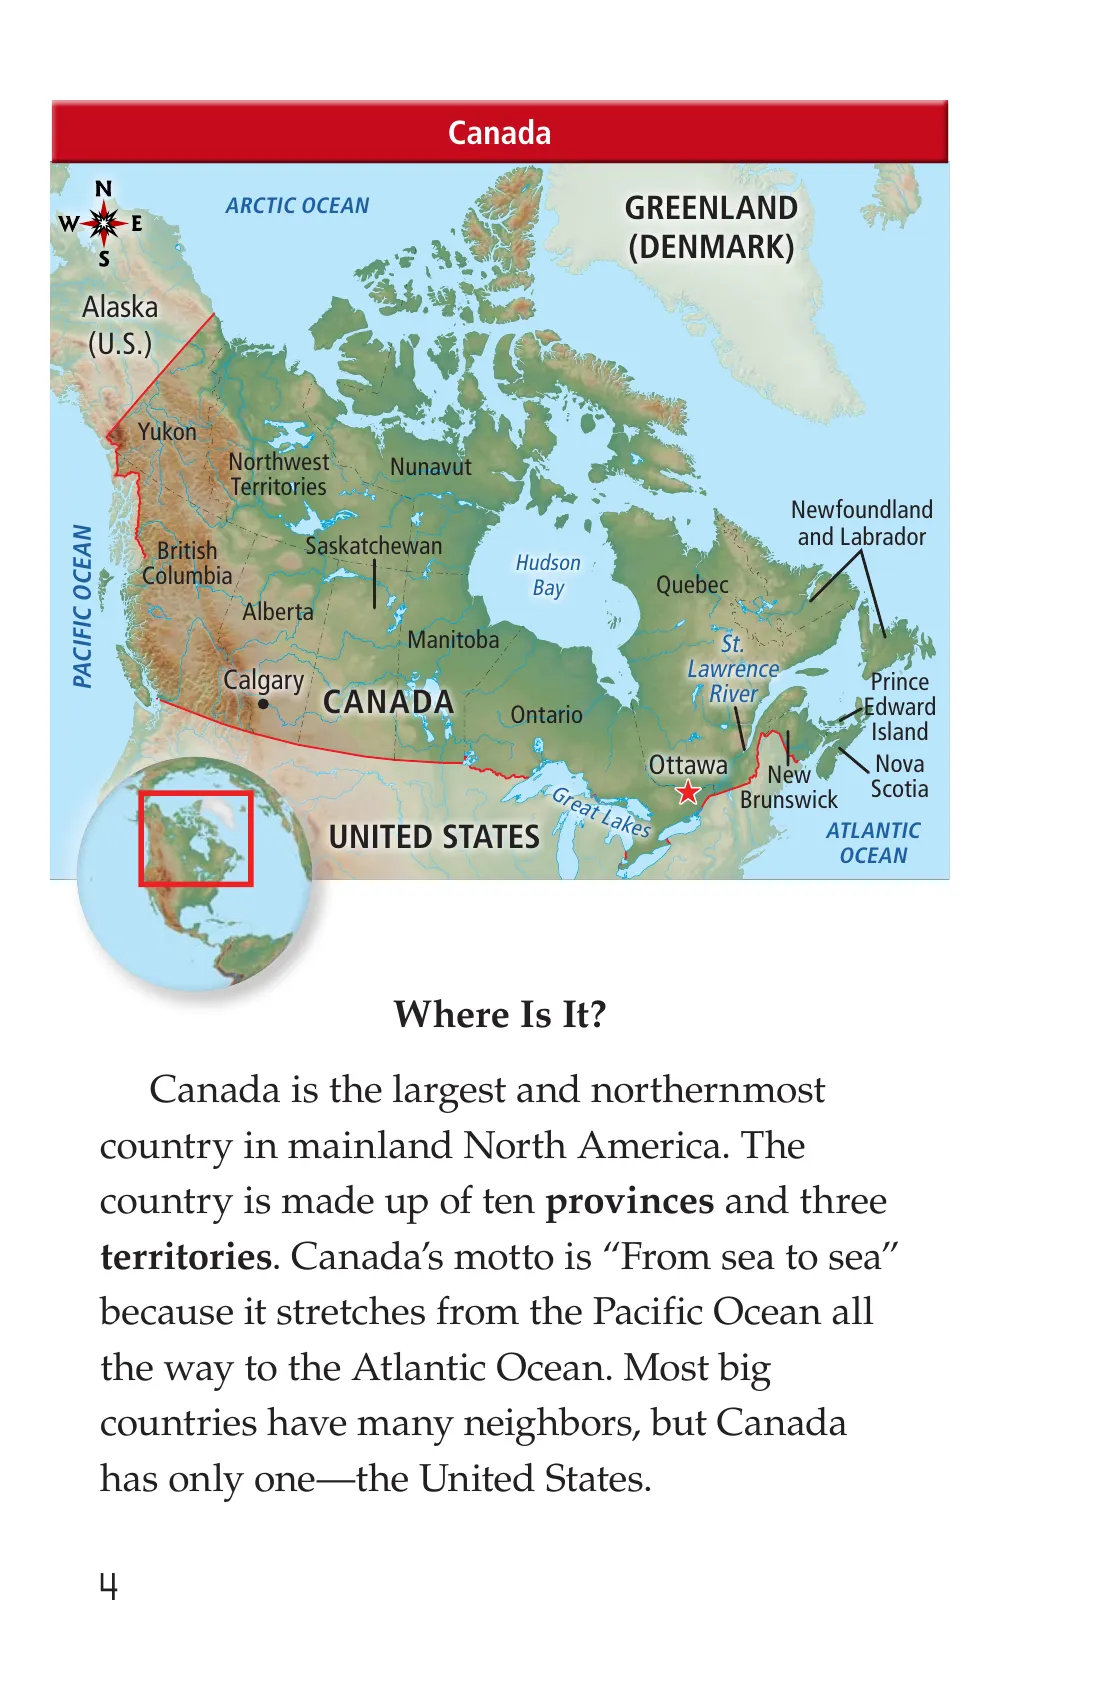 Canada
N
W E
S
ARCTIC OCEAN
GREENLAND
(DENMARK)
Alaska
(U.S.)
Yukon
Northwest
Territories
Nunavut
Newfoundland
and Labrador
PACIFIC OCEAN
British
Columbia
Saskatchewan
Hudson
Bay
Quebec
Alberta
Manitoba
St.
Lawrence
River
Calgary
CANADA
Ontario
Prince
Edward
Island
Ottawa
New
Brunswick
Nova
Scotia
Great Lakes
UNITED STATES
ATLANTIC
OCEAN
Where Is It?
Canada is the largest and northernmost
country in mainland North America. The
country is made up of ten provinces and three
territories. Canada’s motto is “From sea to sea”
because it stretches from the Pacific Ocean all
the way to the Atlantic Ocean. Most big
countries have many neighbors, but Canada
has only one—the United States.
4